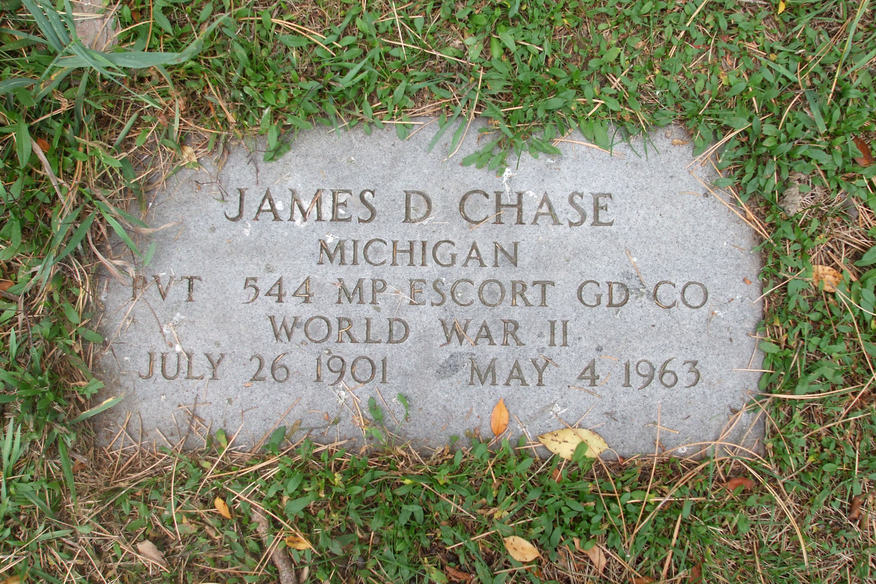 JAMES D CHASE
MICHIGAN
PVT 544 MP ESCORT GD CO
WORLD WAR II
JULY 26 1901 MAY 4 1963